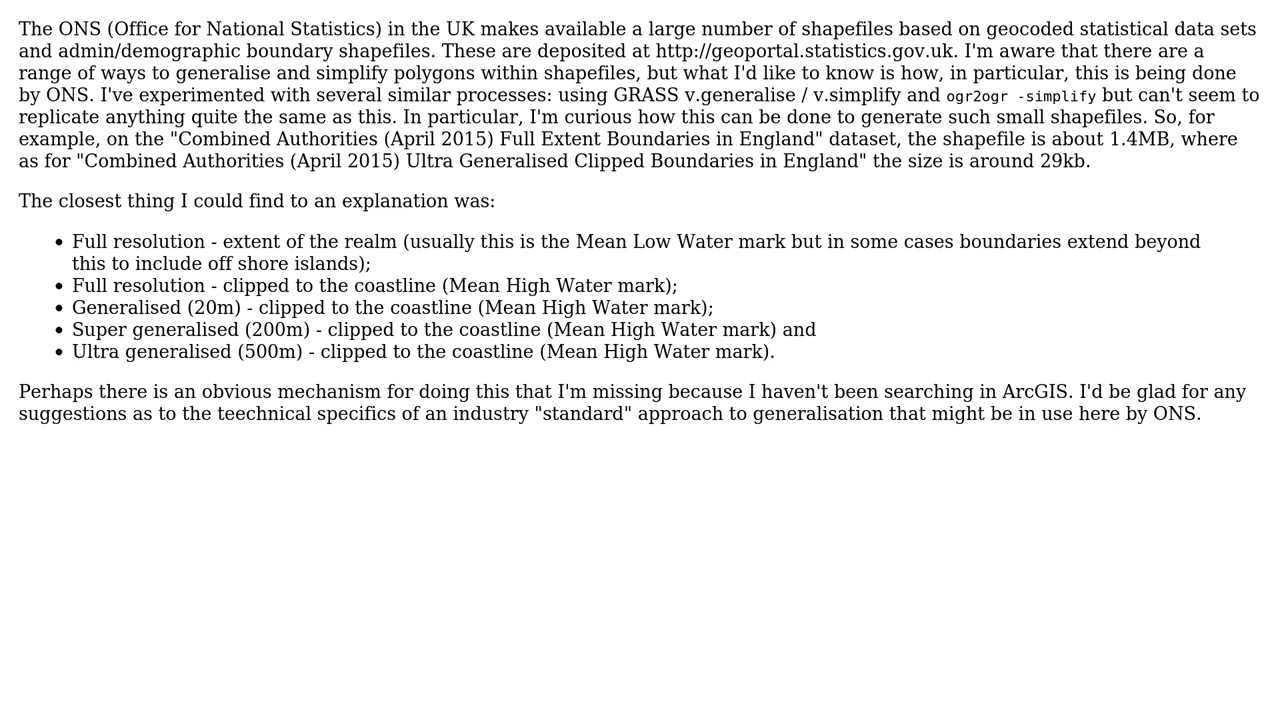 The ONS (Office for National Statistics) in the UK makes available a large number of shapefiles based on geocoded statistical data sets
and admin/demographic boundary shapefiles. These are deposited at http://geoportal.statistics.gov.uk. I'm aware that there are a
range of ways to generalise and simplify polygons within shapefiles, but what I'd like to know is how, in particular, this is being done
by ONS. I've experimented with several similar processes: using GRASS v.generalise / v.simplify and ogr2ogr -simplify but can't seem to
replicate anything quite the same as this. In particular, I'm curious how this can be done to generate such small shapefiles. So, for
example, on the "Combined Authorities (April 2015) Full Extent Boundaries in England" dataset, the shapefile is about 1.4MB, where
as for "Combined Authorities (April 2015) Ultra Generalised Clipped Boundaries in England" the size is around 29kb.
The closest thing I could find to an explanation was:
• Full resolution - extent of the realm (usually this is the Mean Low Water mark but in some cases boundaries extend beyond
this to include off shore islands);
• Full resolution - clipped to the coastline (Mean High Water mark);
• Generalised (20m) - clipped to the coastline (Mean High Water mark);
• Super generalised (200m) - clipped to the coastline (Mean High Water mark) and
• Ultra generalised (500m) - clipped to the coastline (Mean High Water mark).
Perhaps there is an obvious mechanism for doing this that I'm missing because I haven't been searching in ArcGIS. I'd be glad for any
suggestions as to the teechnical specifics of an industry "standard" approach to generalisation that might be in use here by ONS.